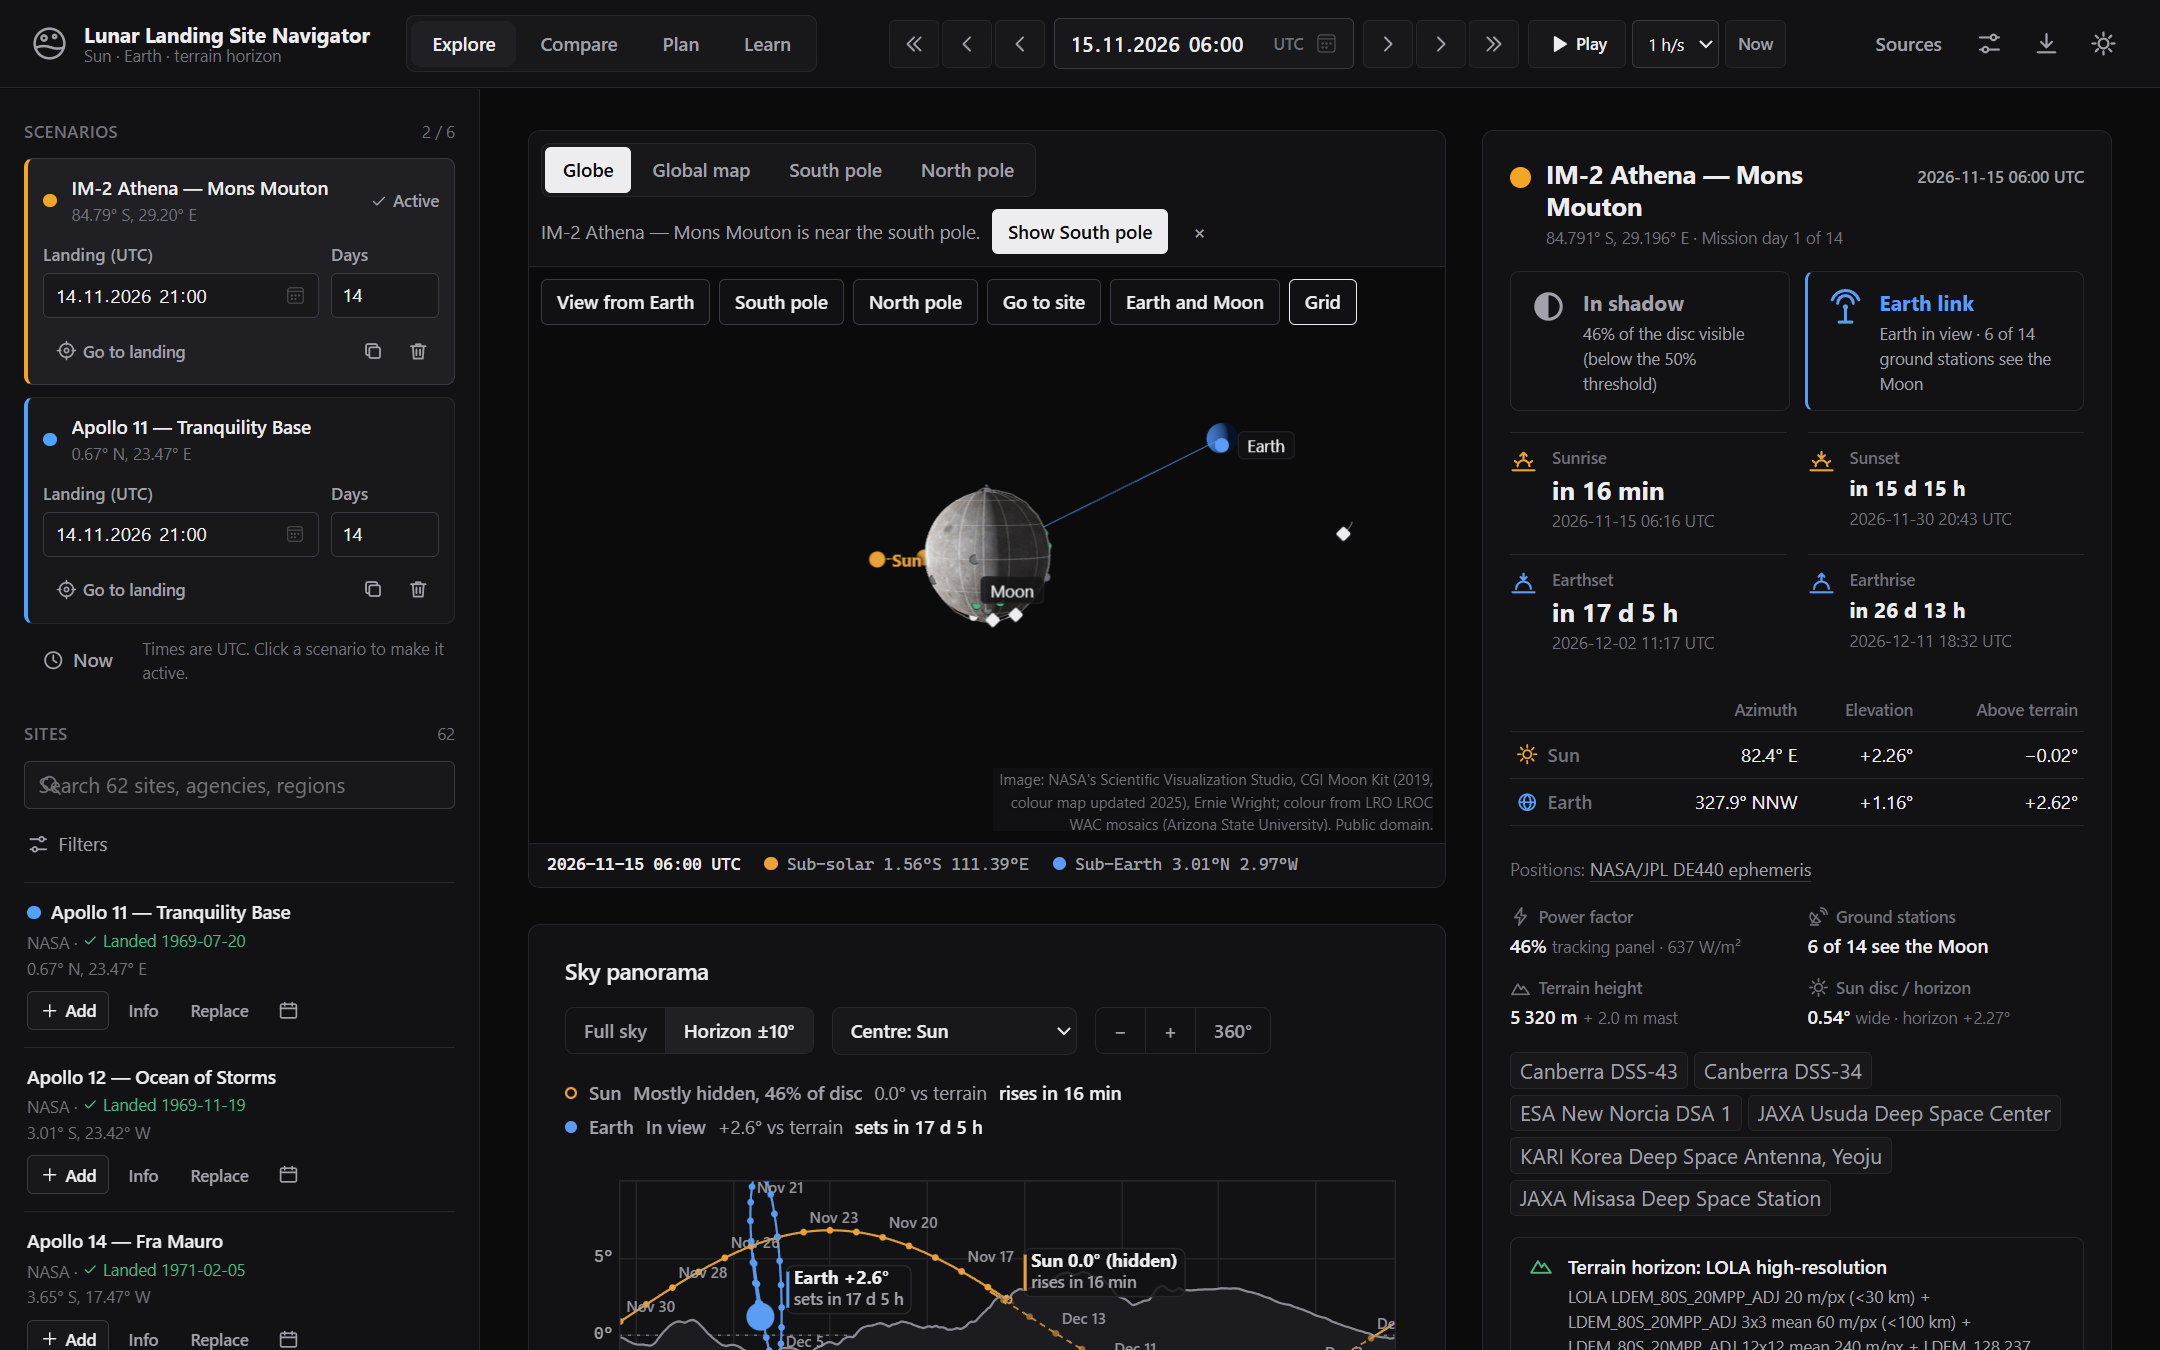 Lunar Landing Site Navigator
Sun · Earth · terrain horizon
Explore
Compare
Plan
Learn
15.11.2026 06:00 UTC
Play
1 h/s
Now
Sources
SCENARIOS 2 / 6
IM-2 Athena — Mons Mouton
84.79° S, 29.20° E
Active
Landing (UTC) Days
14.11.2026 21:00 14
Go to landing
Apollo 11 — Tranquility Base
0.67° N, 23.47° E
Landing (UTC) Days
14.11.2026 21:00 14
Go to landing
Now
Times are UTC. Click a scenario to make it
active.
SITES 62
Search 62 sites, agencies, regions
Filters
Apollo 11 — Tranquility Base
NASA · ✓ Landed 1969-07-20
0.67° N, 23.47° E
+ Add Info Replace
Apollo 12 — Ocean of Storms
NASA · ✓ Landed 1969-11-19
3.01° S, 23.42° W
+ Add Info Replace
Apollo 14 — Fra Mauro
NASA · ✓ Landed 1971-02-05
3.65° S, 17.47° W
+ Add Info Replace
Globe Global map South pole North pole
IM-2 Athena — Mons Mouton is near the south pole. Show South pole ×
View from Earth South pole North pole Go to site Earth and Moon Grid
Earth
Sun
Moon
Image: NASA's Scientific Visualization Studio, CGI Moon Kit (2019,
colour map updated 2025), Ernie Wright; colour from LRO LROC
WAC mosaics (Arizona State University). Public domain.
2026-11-15 06:00 UTC Sub-solar 1.56°S 111.39°E Sub-Earth 3.01°N 2.97°W
Sky panorama
Full sky Horizon ±10° Centre: Sun − + 360°
Sun Mostly hidden, 46% of disc 0.0° vs terrain rises in 16 min
Earth In view +2.6° vs terrain sets in 17 d 5 h
Nov 21
Nov 23
Nov 20
Nov 26
Nov 17
Sun 0.0° (hidden)
rises in 16 min
5°
Nov 28
Earth +2.6°
sets in 17 d 5 h
Nov 30
Dec 13
0°
Dec 5
Dec 11
IM-2 Athena — Mons
Mouton
2026-11-15 06:00 UTC
84.791° S, 29.196° E · Mission day 1 of 14
In shadow
46% of the disc visible
(below the 50%
threshold)
Earth link
Earth in view · 6 of 14
ground stations see the
Moon
Sunrise
in 16 min
2026-11-15 06:16 UTC
Sunset
in 15 d 15 h
2026-11-30 20:43 UTC
Earthset
in 17 d 5 h
2026-12-02 11:17 UTC
Earthrise
in 26 d 13 h
2026-12-11 18:32 UTC
Azimuth Elevation Above terrain
Sun 82.4° E +2.26° −0.02°
Earth 327.9° NNW +1.16° +2.62°
Positions: NASA/JPL DE440 ephemeris
Power factor
46% tracking panel · 637 W/m²
Ground stations
6 of 14 see the Moon
Terrain height
5 320 m + 2.0 m mast
Sun disc / horizon
0.54° wide · horizon +2.27°
Canberra DSS-43
Canberra DSS-34
ESA New Norcia DSA 1
JAXA Usuda Deep Space Center
KARI Korea Deep Space Antenna, Yeoju
JAXA Misasa Deep Space Station
Terrain horizon: LOLA high-resolution
LOLA LDEM_80S_20MPP_ADJ 20 m/px (<30 km) +
LDEM_80S_20MPP_ADJ 3x3 mean 60 m/px (<100 km) +
LDEM_80S_20MPP_ADJ 12x12 mean 240 m/px + LDEM_128 237